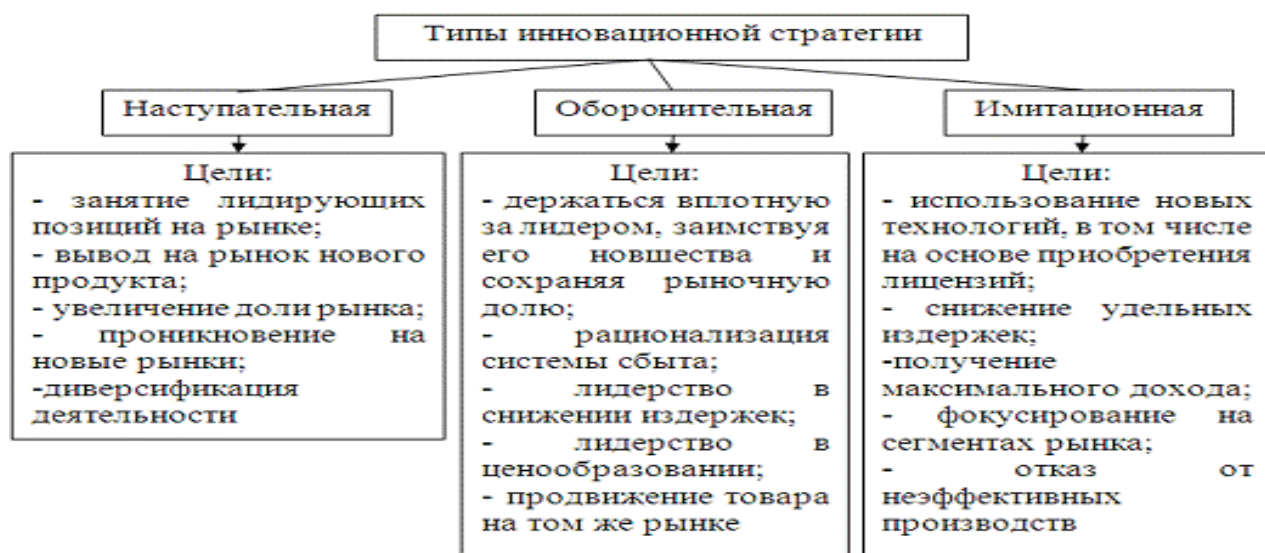 Типы инновационной стратегии
Наступательная
Цели:
- занятие лидирующих
позиций на рынке;
- вывод на рынок нового
продукта;
- увеличение доли рынка;
- проникновение на
новые рынки;
-диверсификация
деятельности
Оборонительная
Цели:
- держаться вплотную
за лидером, заимствуя
его новшества и
сохраняя рыночную
долю;
- рационализация
системы сбыта;
- лидерство в
снижении издержек;
- лидерство в
ценообразовании;
- продвижение товара
на том же рынке
Имитационная
Цели:
- использование новых
технологий, в том числе
на основе приобретения
лицензий;
- снижение удельных
издержек;
-получение
максимального дохода;
- фокусирование на
сегментах рынка;
- отказ от
неэффективных
производств